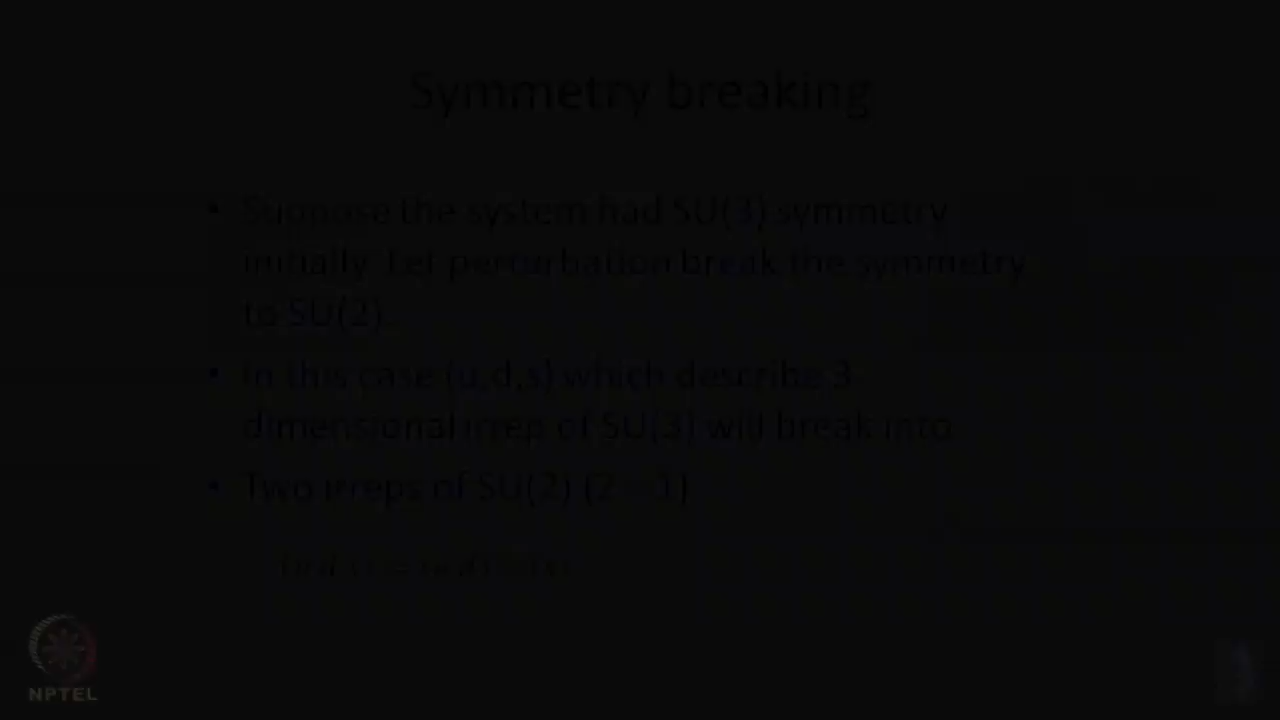 Symmetry breaking
• Suppose the system had SU(3) symmetry
initially. Let perturbation break the symmetry
to SU(2).
• In this case (u,d,s) which describe 3-
dimensional irrep of SU(3) will break into
• Two irreps of SU(2) (2 1)
NPTEL